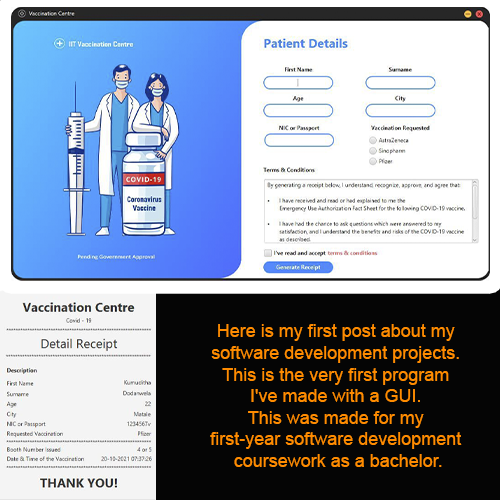 Vaccination Centre
IIT Vaccination Centre
COVID-19
Coronavirus
Vaccine
Pending Government Approval
Patient Details
First Name
Surname
Age
City
NIC or Passport
Vaccination Requested
AstraZeneca
Sinopharm
Pfizer
Terms & Conditions
By generating a receipt below, I understand, recognize, approve, and agree that:
• I have received and read or had explained to me the
Emergency Use Authorization Fact Sheet for the following COVID-19 vaccine.
• I have had the chance to ask questions which were answered to my
satisfaction, and I understand the benefits and risks of the COVID-19 vaccine
as described.
I've read and accept terms & conditions
Generate Receipt
Vaccination Centre
Covid - 19
Detail Receipt
Description
First Name Kumuditha
Surname Dodanwela
Age 22
City Matale
NIC or Passport 123456Tv
Requested Vaccination Pfizer
Booth Number Issued 4 or 5
Date & Time of the Vaccination 20-10-2021 07:37:26
THANK YOU!
Here is my first post about my
software development projects.
This is the very first program
I've made with a GUI.
This was made for my
first-year software development
coursework as a bachelor.